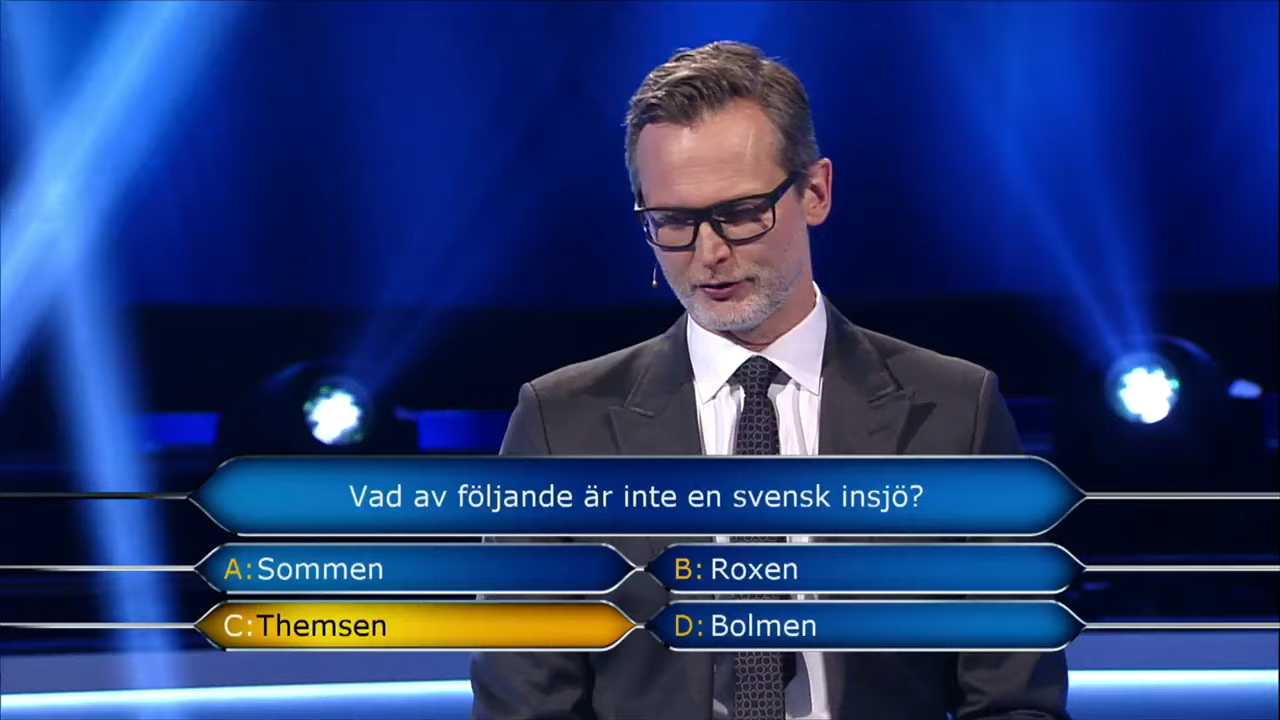 Vad av följande är inte en svensk insjö?
A: Sommen
B: Roxen
C: Themsen
D: Bolmen